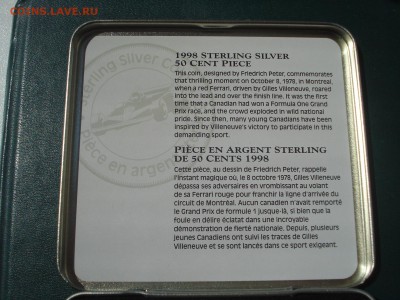 COINS.LAVE.RU
Sterling Silver C
Pièce en argent
1998 STERLING SILVER
50 CENT PIECE
This coin, designed by Friedrich Peter, commemorates
that thrilling moment on October 8, 1978, in Montreal,
when a red Ferrari, driven by Gilles Villeneuve, roared
into the lead and over the finish line. It was the first
time that a Canadian had won a Formula One Grand
Prix race, and the crowd exploded in wild national
pride. Since then, many young Canadians have been
inspired by Villeneuve's victory to participate in this
demanding sport.
PIÈCE EN ARGENT STERLING
DE 50 CENTS 1998
Cette pièce, au dessin de Friedrich Peter, rappelle
l'instant magique où, le 8 octobre 1978, Gilles Villeneuve
dépassa ses adversaires en vrombissant au volant
de sa Ferrari rouge pour franchir la ligne d'arrivée du
circuit de Montréal. Aucun canadien n'avait remporté
le Grand Prix de formule 1 jusque-là, si bien que la
foule en délire éclatait dans une incroyable
démonstration de fierté nationale. Depuis, plusieurs
jeunes Canadiens ont suivi les traces de Gilles
Villeneuve et se sont lancés dans ce sport exigeant.